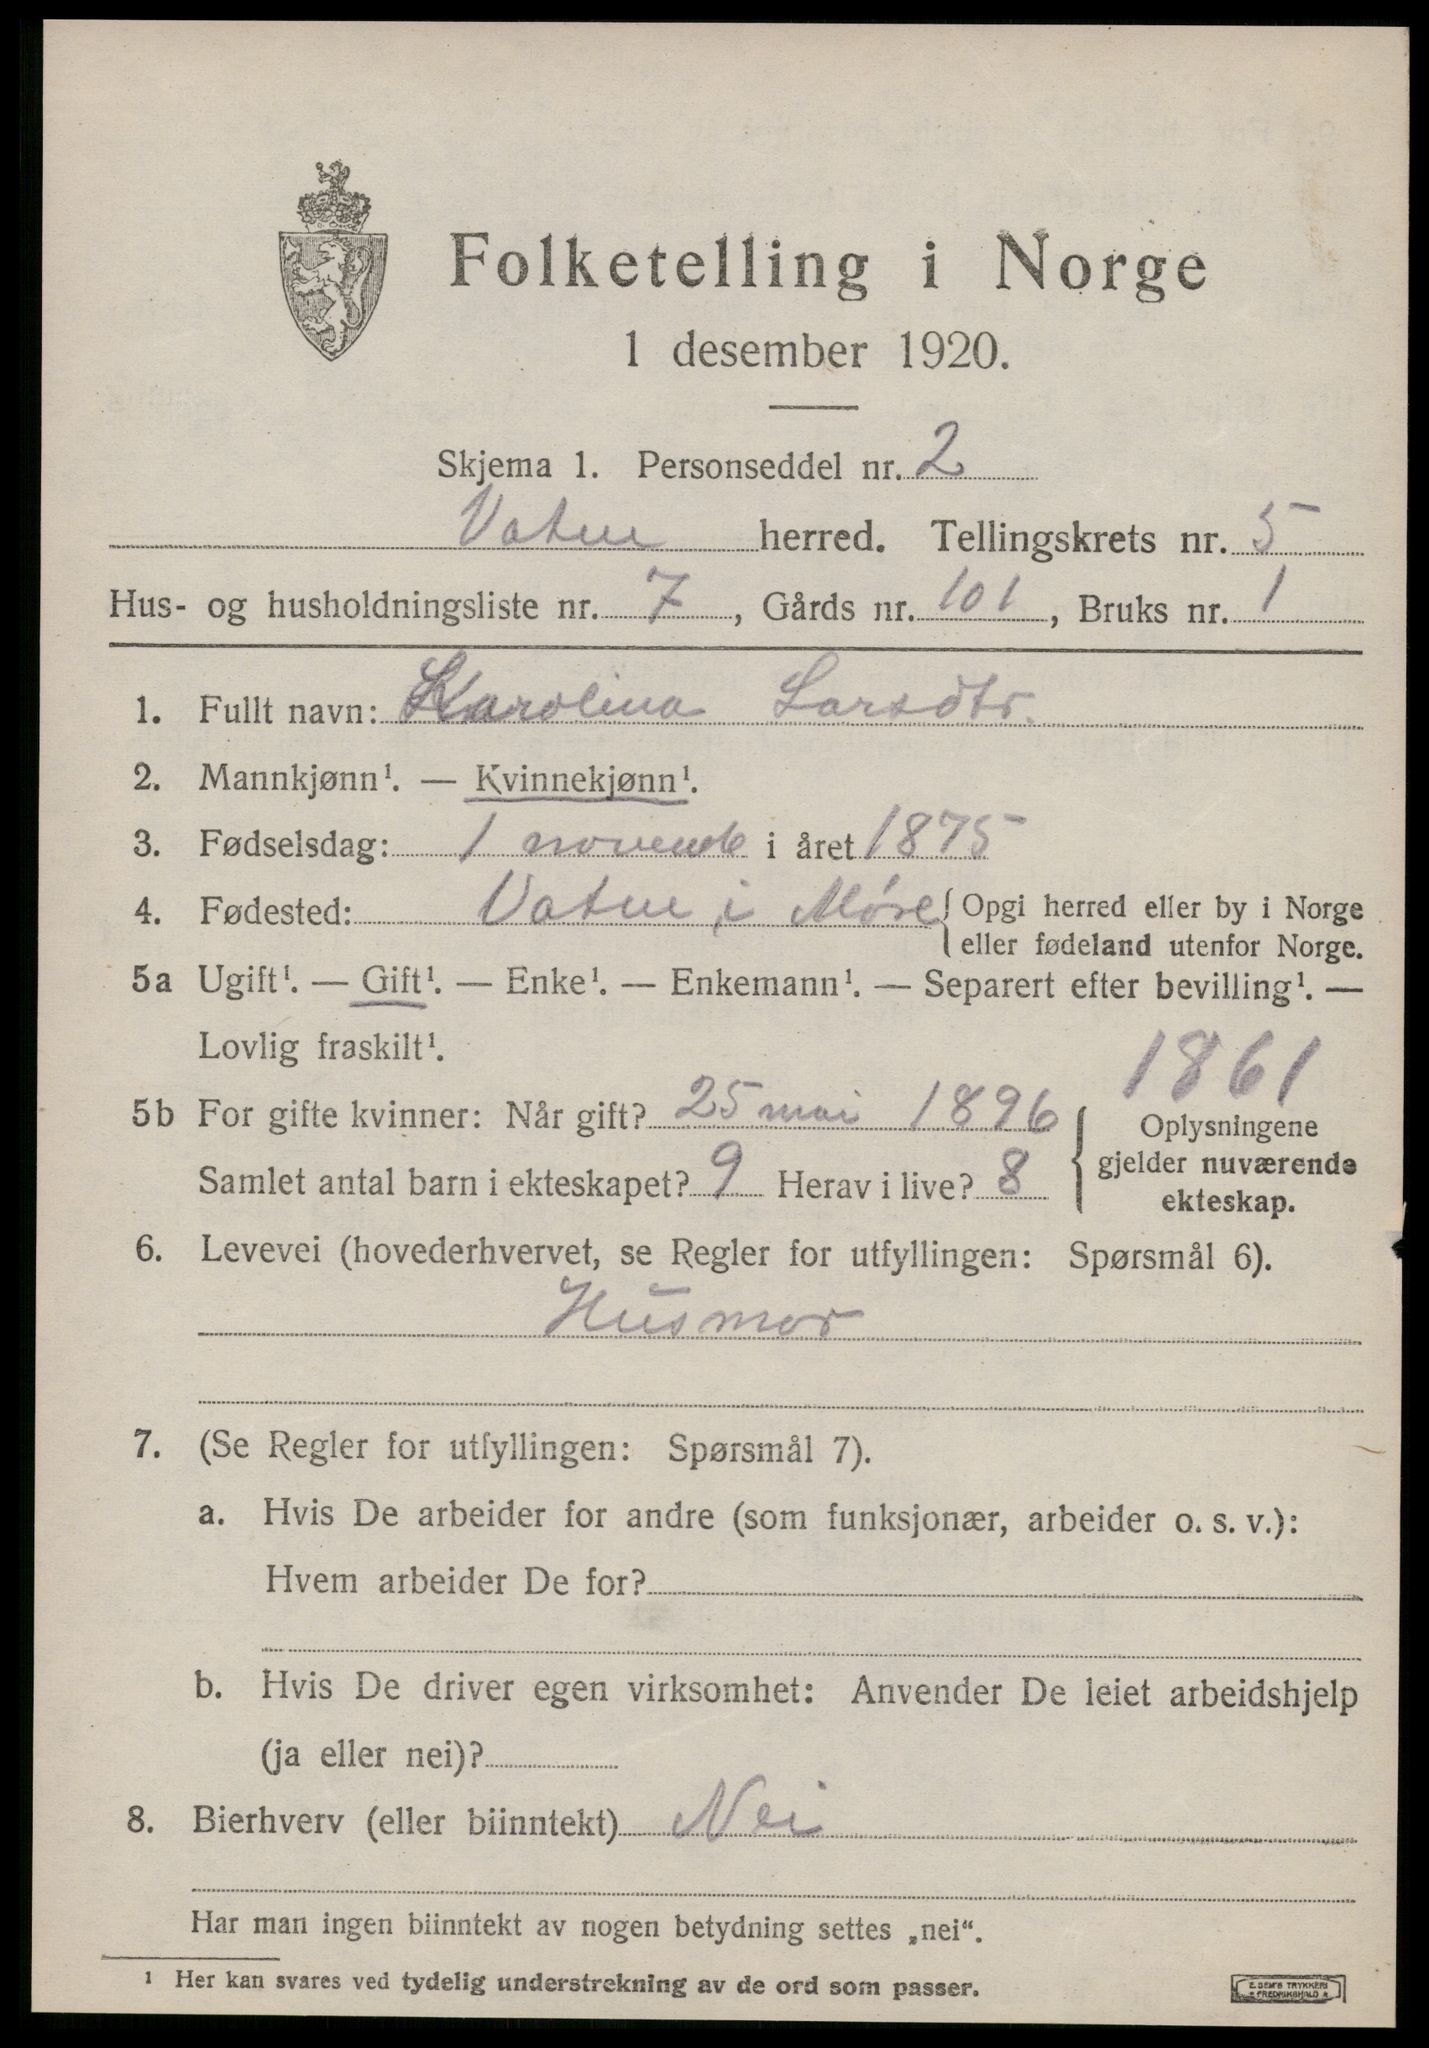 Folketelling i Norge
1 desember 1920.
Skjema 1. Personseddel nr. 2
Vatne herred. Tellingskrets nr. 5
Hus- og husholdningsliste nr. 7, Gårds nr. 101, Bruks nr. 1
1. Fullt navn: Karolina Larsdtr.
2. Mannkjønn¹. — Kvinnekjønn¹.
3. Fødselsdag: 1 novemb i året 1875
4. Fødested: Vatne i Møre { Opgi herred eller by i Norge
eller fødeland utenfor Norge.
5a Ugift¹. — Gift¹. — Enke¹. — Enkemann¹. — Separert efter bevilling¹. —
Lovlig fraskilt¹.
1861
5b For gifte kvinner: Når gift? 25 mai 1896 { Oplysningene
gjelder nuværende
Samlet antal barn i ekteskapet? 9 Herav i live? 8
ekteskap.
6. Levevei (hovederhvervet, se Regler for utfyllingen: Spørsmål 6).
Husmor
7. (Se Regler for utfyllingen: Spørsmål 7).
a. Hvis De arbeider for andre (som funksjonær, arbeider o. s. v.):
Hvem arbeider De for?
b. Hvis De driver egen virksomhet: Anvender De leiet arbeidshjelp
(ja eller nei)?
8. Bierhverv (eller biinntekt) Nei
Har man ingen biinntekt av nogen betydning settes „nei“.
¹ Her kan svares ved tydelig understrekning av de ord som passer.
E. SEM'S TRYKKERI
FREDRIKSHALD